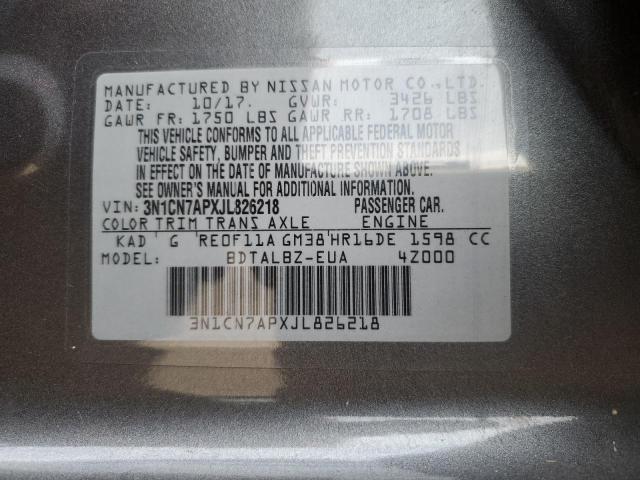 MANUFACTURED BY NISSAN MOTOR CO., LTD.
DATE: 10/17. GVWR: 3426 LBS
GAWR FR: 1750 LBS GAWR RR: 1708 LBS
THIS VEHICLE CONFORMS TO ALL APPLICABLE FEDERAL MOTOR
VEHICLE SAFETY, BUMPER AND THEFT PREVENTION STANDARDS
IN EFFECT ON THE DATE OF MANUFACTURE SHOWN ABOVE.
SEE OWNER'S MANUAL FOR ADDITIONAL INFORMATION.
VIN: 3N1CN7APXJL826218 PASSENGER CAR.
COLOR TRIM TRANS AXLE ENGINE
KAD G RE0F11A GM38 HR16DE 1598 CC
MODEL: BDTALBZ-EUA 4Z000
3N1CN7APXJL826218